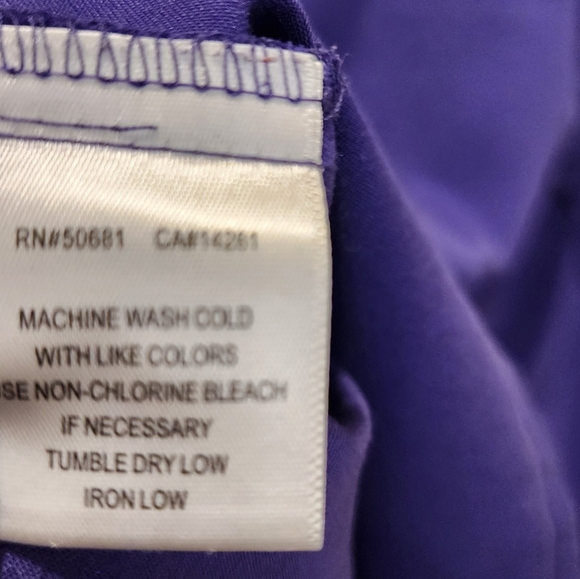 RN#50681 CA#14281
MACHINE WASH COLD
WITH LIKE COLORS
SE NON-CHLORINE BLEACH
IF NECESSARY
TUMBLE DRY LOW
IRON LOW